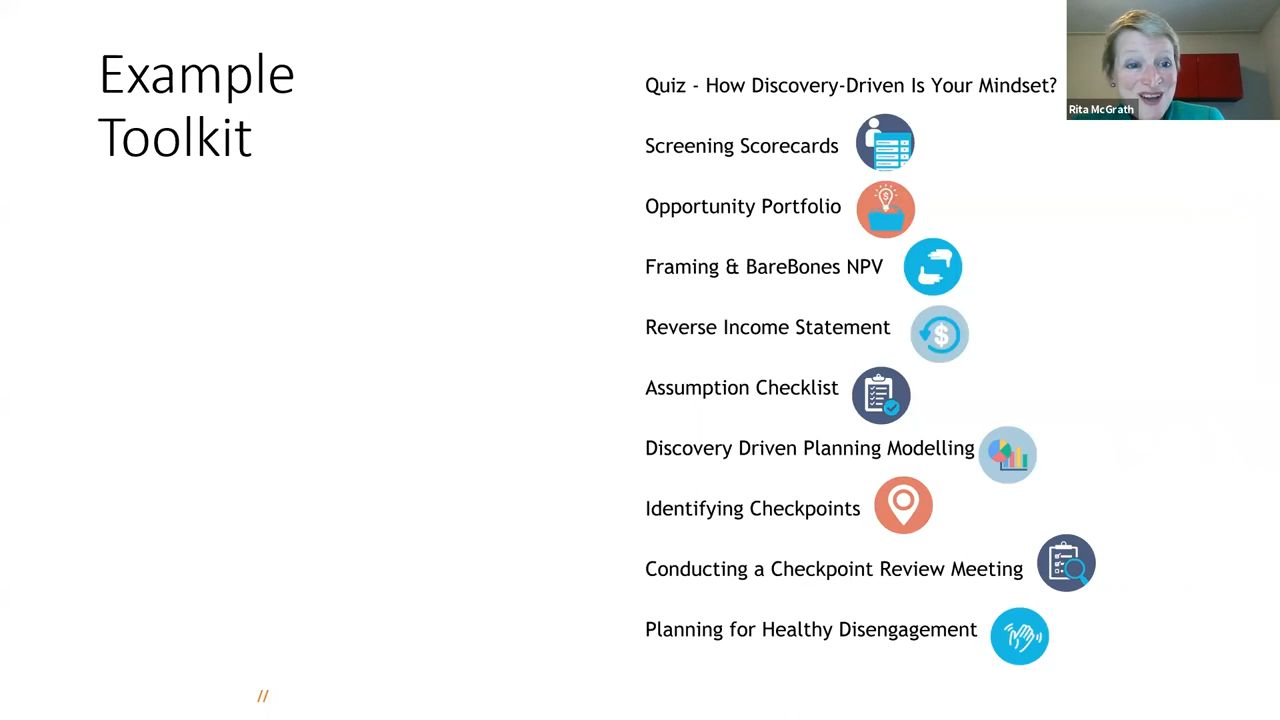 Example
Toolkit
Quiz - How Discovery-Driven Is Your Mindset?
Rita McGrath
Screening Scorecards
Opportunity Portfolio
$
Framing & BareBones NPV
Reverse Income Statement
$
Assumption Checklist
Discovery Driven Planning Modelling
Identifying Checkpoints
Conducting a Checkpoint Review Meeting
Planning for Healthy Disengagement
//